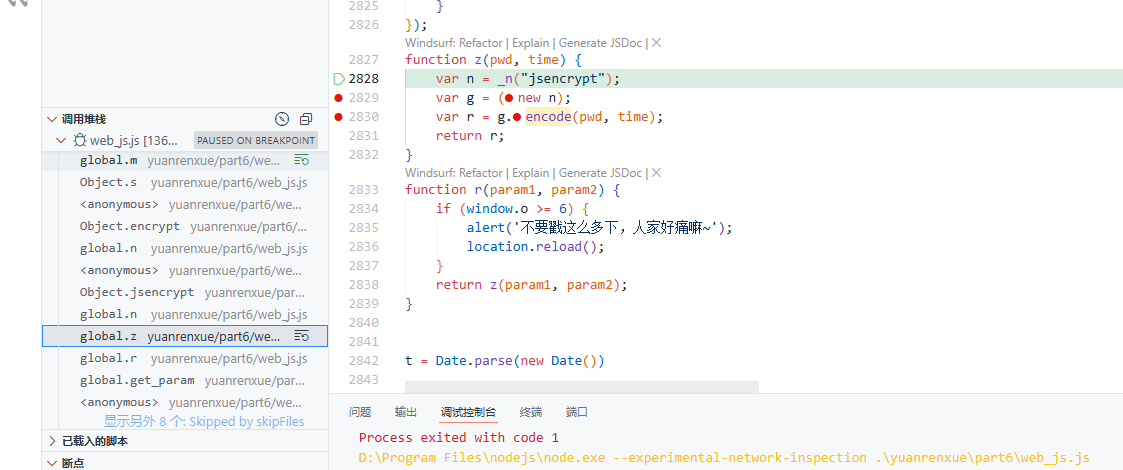 调用堆栈
web_js.js [136... PAUSED ON BREAKPOINT
global.m yuanrenxue/part6/we...
Object.s yuanrenxue/part6/web_js.js
<anonymous> yuanrenxue/part6/we...
Object.encrypt yuanrenxue/part6/...
global.n yuanrenxue/part6/web_js.js
<anonymous> yuanrenxue/part6/we...
Object.jsencrypt yuanrenxue/par...
global.n yuanrenxue/part6/web_js.js
global.z yuanrenxue/part6/we...
global.r yuanrenxue/part6/web_js.js
global.get_param yuanrenxue/par...
<anonymous> yuanrenxue/part6/we...
显示另外 8 个: Skipped by skipFiles
已载入的脚本
断点
2825 }
2826 });
Windsurf: Refactor | Explain | Generate JSDoc | X
2827 function z(pwd, time) {
2828 var n = _n("jsencrypt");
2829 var g = (new n);
2830 var r = g.encode(pwd, time);
2831 return r;
2832 }
Windsurf: Refactor | Explain | Generate JSDoc | X
2833 function r(param1, param2) {
2834 if (window.o >= 6) {
2835 alert('不要戳这么多下，人家好痛嘛~');
2836 location.reload();
2837 }
2838 return z(param1, param2);
2839 }
2840
2841
2842 t = Date.parse(new Date())
2843
问题 输出 调试控制台 终端 端口
Process exited with code 1
D:\Program Files\nodejs\node.exe --experimental-network-inspection .\yuanrenxue\part6\web_js.js